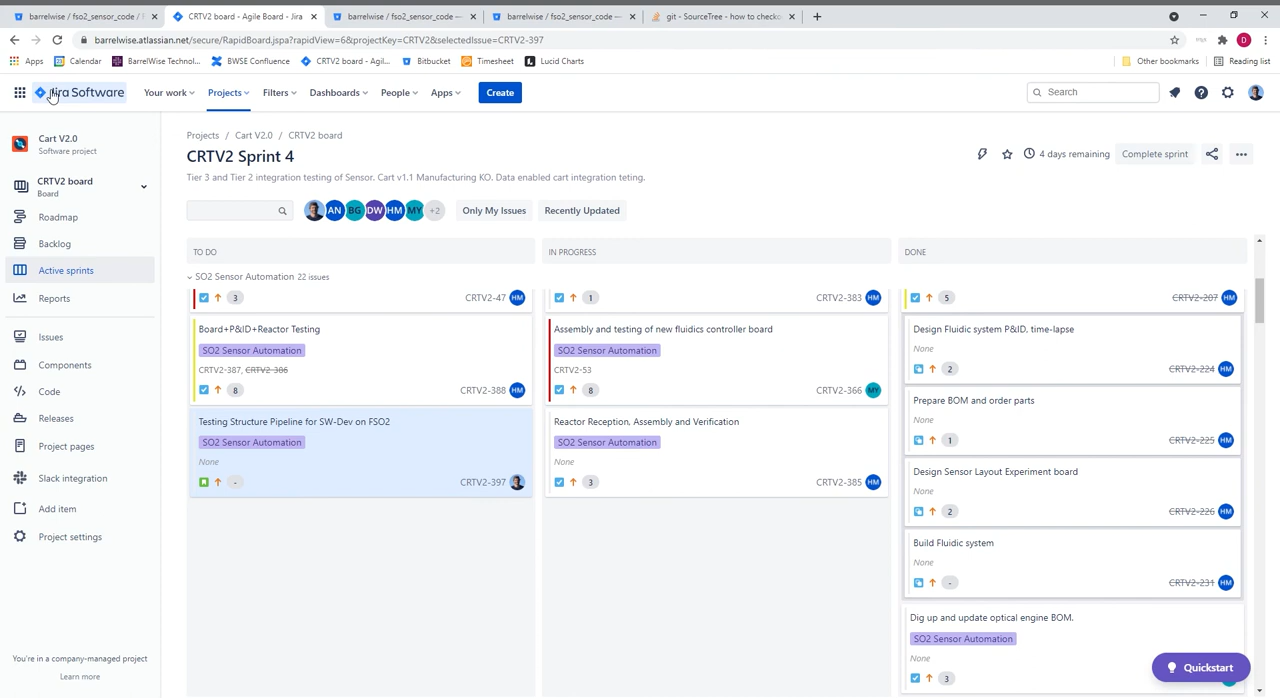 barrelwise / fso2_sensor_code /
CRTV2 board - Agile Board - Jira
barrelwise / fso2_sensor_code —
barrelwise / fso2_sensor_code —
git - SourceTree - how to checko
barrelwise.atlassian.net/secure/RapidBoard.jspa?rapidView=6&projectKey=CRTV2&selectedIssue=CRTV2-397
D
Apps
Calendar
BarrelWise Technol...
BWSE Confluence
CRTV2 board - Agil...
Bitbucket
Timesheet
Lucid Charts
Other bookmarks
Reading list
Jira Software
Your work
Projects
Filters
Dashboards
People
Apps
Create
Search
Cart V2.0
Software project
CRTV2 board
Board
Roadmap
Backlog
Active sprints
Reports
Issues
Components
Code
Releases
Project pages
Slack integration
Add item
Project settings
You're in a company-managed project
Learn more
Projects / Cart V2.0 / CRTV2 board
CRTV2 Sprint 4
4 days remaining
Complete sprint
Tier 3 and Tier 2 integration testing of Sensor. Cart v1.1 Manufacturing KO. Data enabled cart integration teting.
AN BG DW HM MY +2
Only My Issues
Recently Updated
TO DO
IN PROGRESS
DONE
SO2 Sensor Automation 22 issues
3 CRTV2-47 HM
Board+P&ID+Reactor Testing
SO2 Sensor Automation
CRTV2-387, CRTV2-386
8 CRTV2-388 HM
Testing Structure Pipeline for SW-Dev on FSO2
SO2 Sensor Automation
None
- CRTV2-397
1 CRTV2-383 HM
Assembly and testing of new fluidics controller board
SO2 Sensor Automation
CRTV2-53
8 CRTV2-366 MY
Reactor Reception, Assembly and Verification
SO2 Sensor Automation
None
3 CRTV2-385 HM
5 CRTV2-207 HM
Design Fluidic system P&ID, time-lapse
None
2 CRTV2-224 HM
Prepare BOM and order parts
None
1 CRTV2-225 HM
Design Sensor Layout Experiment board
None
2 CRTV2-226 HM
Build Fluidic system
None
- CRTV2-231 HM
Dig up and update optical engine BOM.
SO2 Sensor Automation
None
3
Quickstart